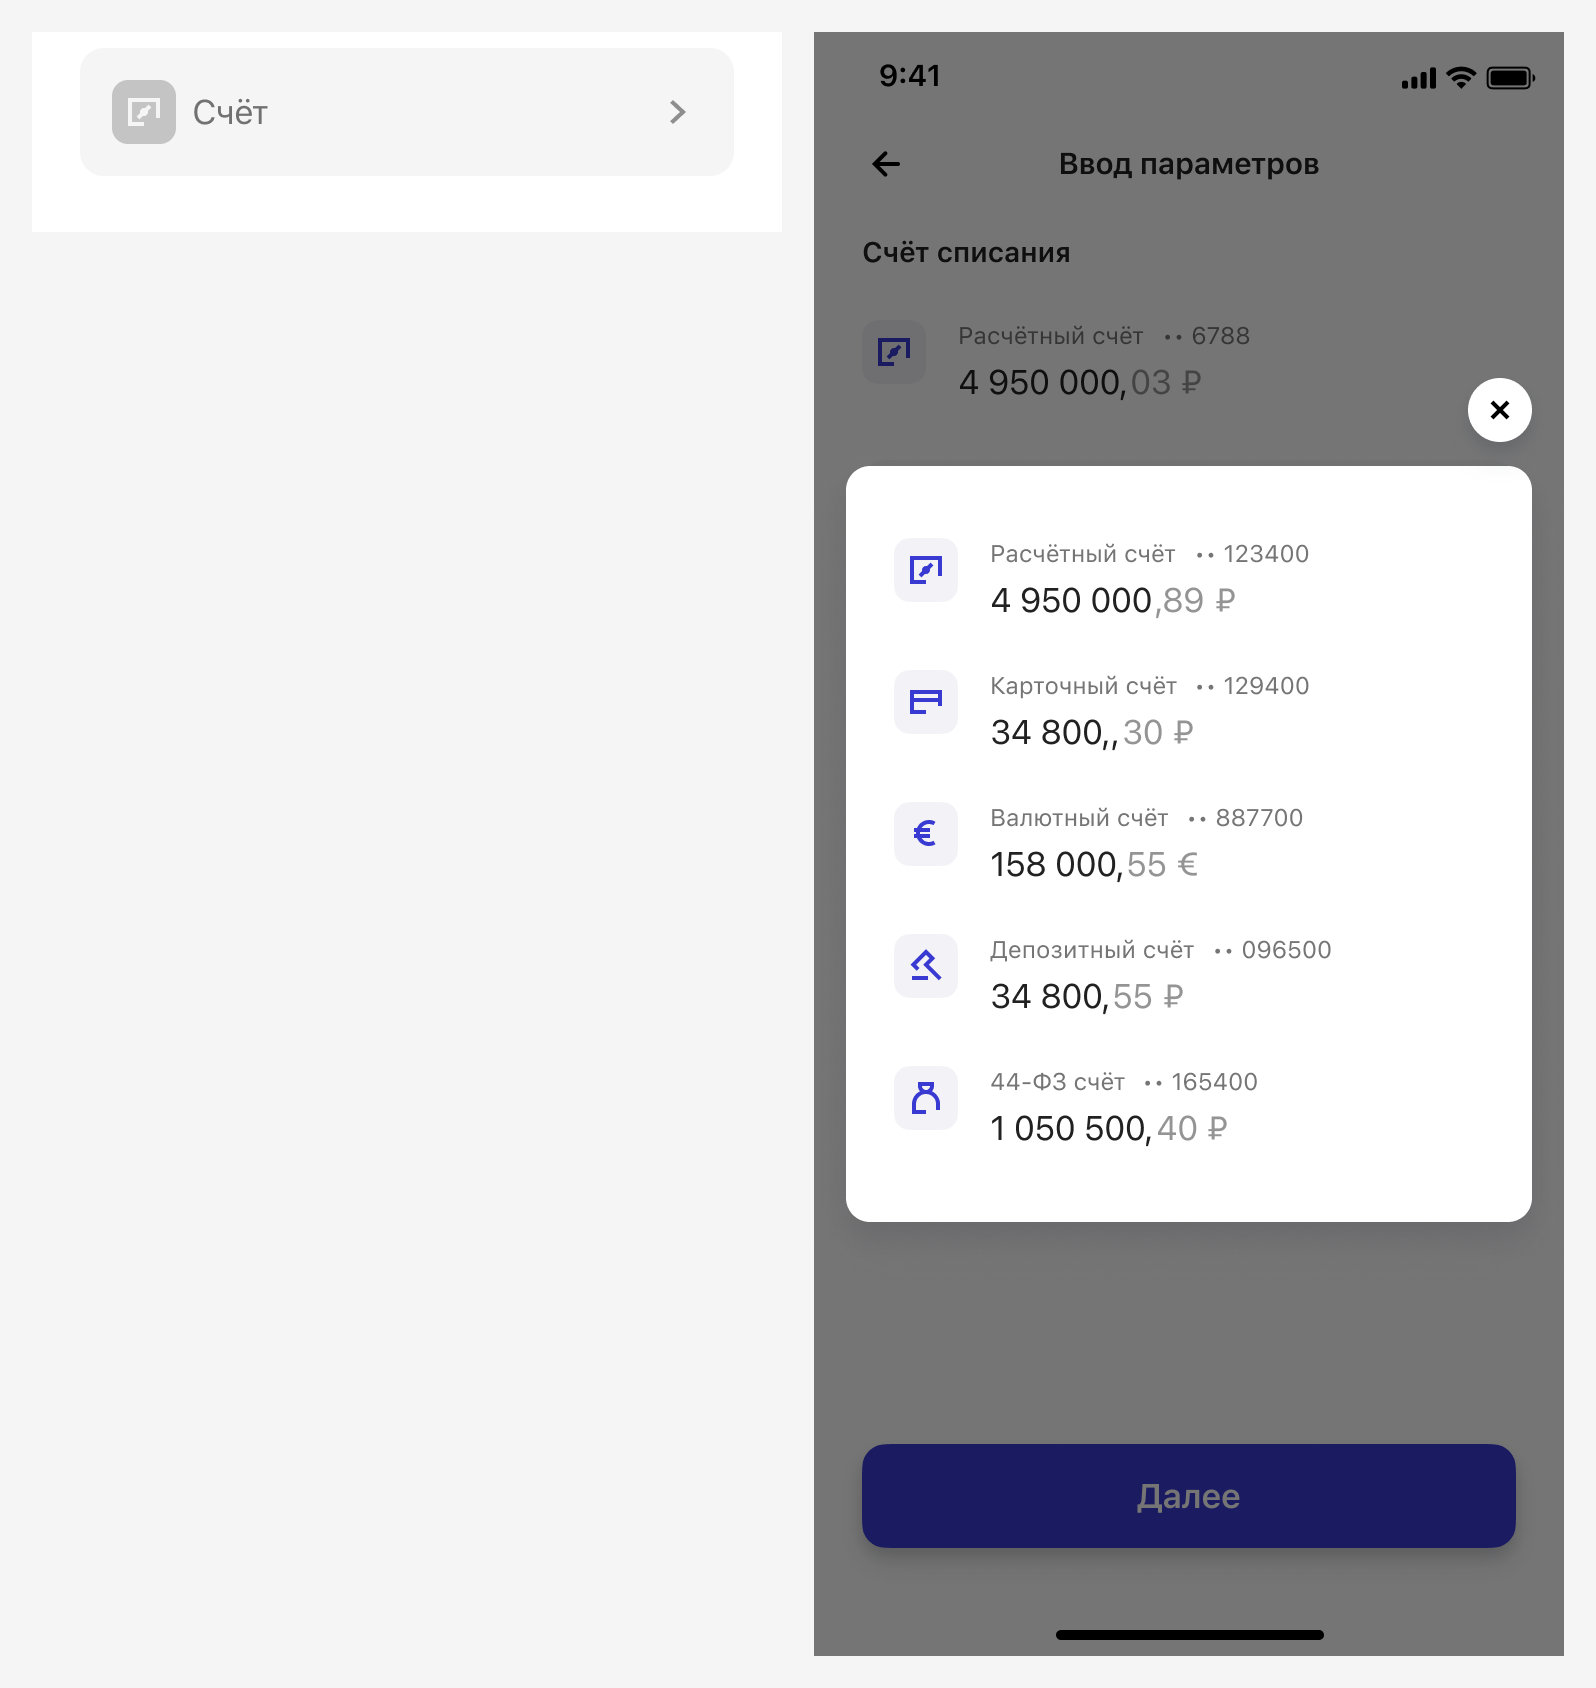 Счёт
9:41
Ввод параметров
Счёт списания
Расчётный счёт •• 6788
4 950 000,03 ₽
Расчётный счёт •• 123400
4 950 000,89 ₽
Карточный счёт •• 129400
34 800,,30 ₽
Валютный счёт •• 887700
158 000,55 €
Депозитный счёт •• 096500
34 800,55 ₽
44-ФЗ счёт •• 165400
1 050 500,40 ₽
Далее